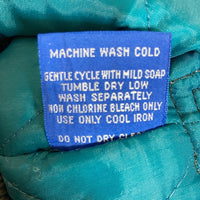 MACHINE WASH COLD
GENTLE CYCLE WITH MILD SOAP
TUMBLE DRY LOW
WASH SEPARATELY
NON CHLORINE BLEACH ONLY
USE ONLY COOL IRON
DO NOT DRY CLEAN